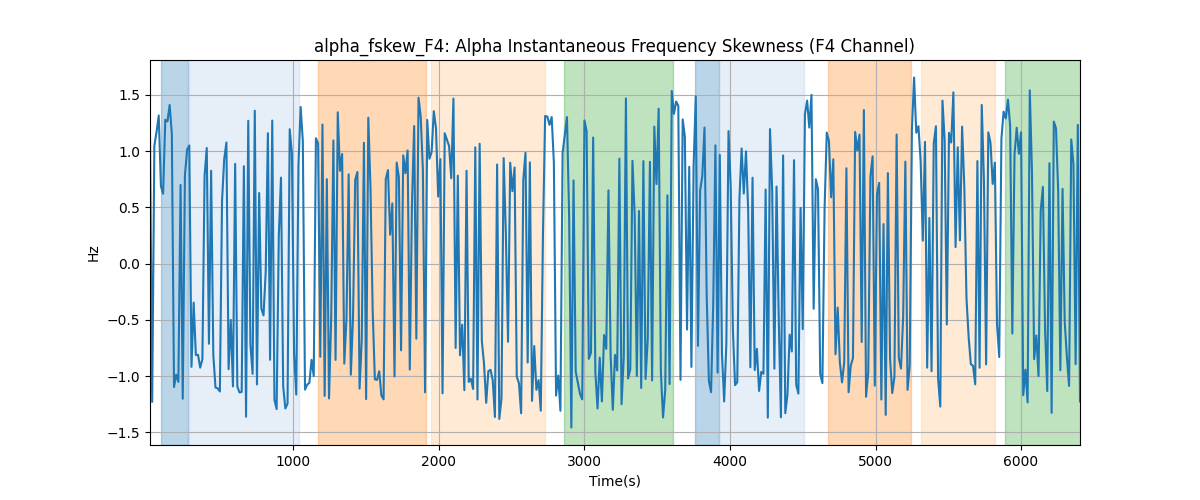 alpha_fskew_F4: Alpha Instantaneous Frequency Skewness (F4 Channel)
1.5
1.0
0.5
0.0
−0.5
−1.0
−1.5
Hz
1000 2000 3000 4000 5000 6000
Time(s)